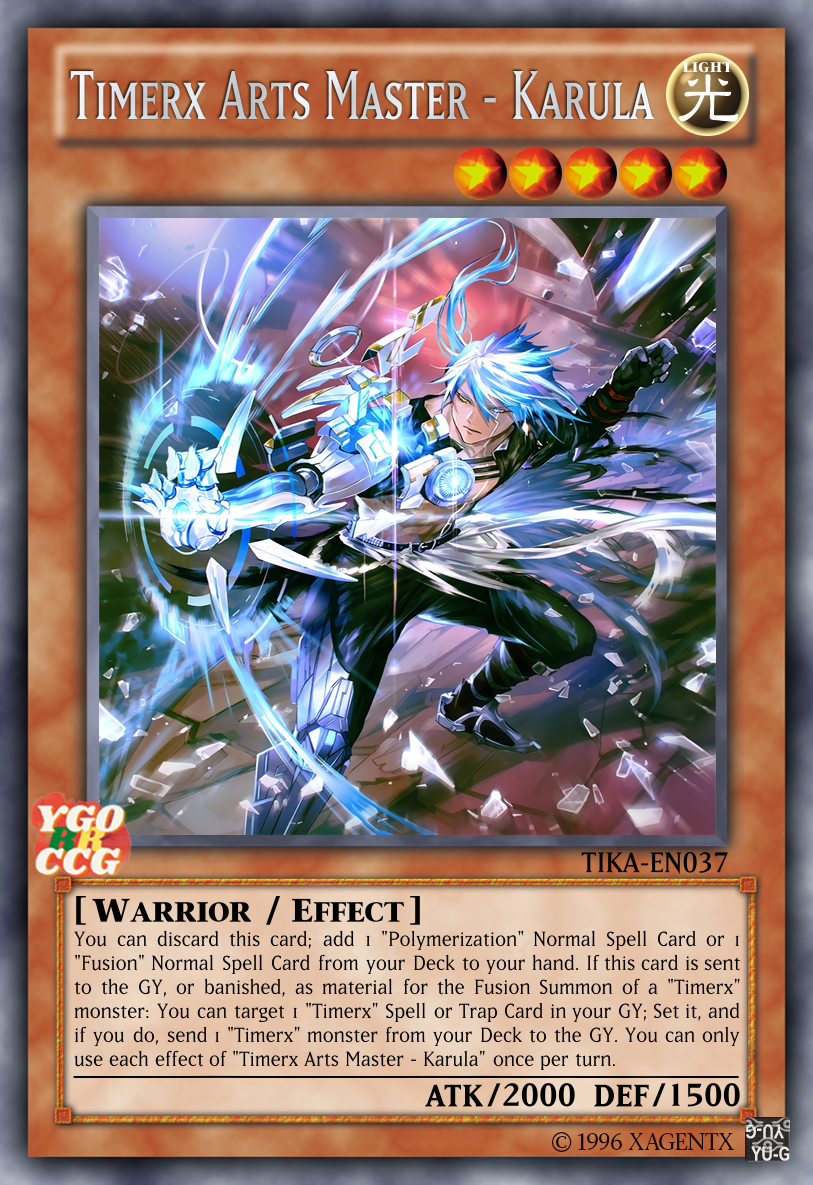 Timerx Arts Master - Karula
LIGHT
光
YGO
RR
CCG
TIKA-EN037
[ Warrior / Effect ]
You can discard this card; add 1 "Polymerization" Normal Spell Card or 1
"Fusion" Normal Spell Card from your Deck to your hand. If this card is sent
to the GY, or banished, as material for the Fusion Summon of a "Timerx"
monster: You can target 1 "Timerx" Spell or Trap Card in your GY; Set it, and
if you do, send 1 "Timerx" monster from your Deck to the GY. You can only
use each effect of "Timerx Arts Master - Karula" once per turn.
ATK/2000 DEF/1500
© 1996 XAGENTX
YU-G
YU-G